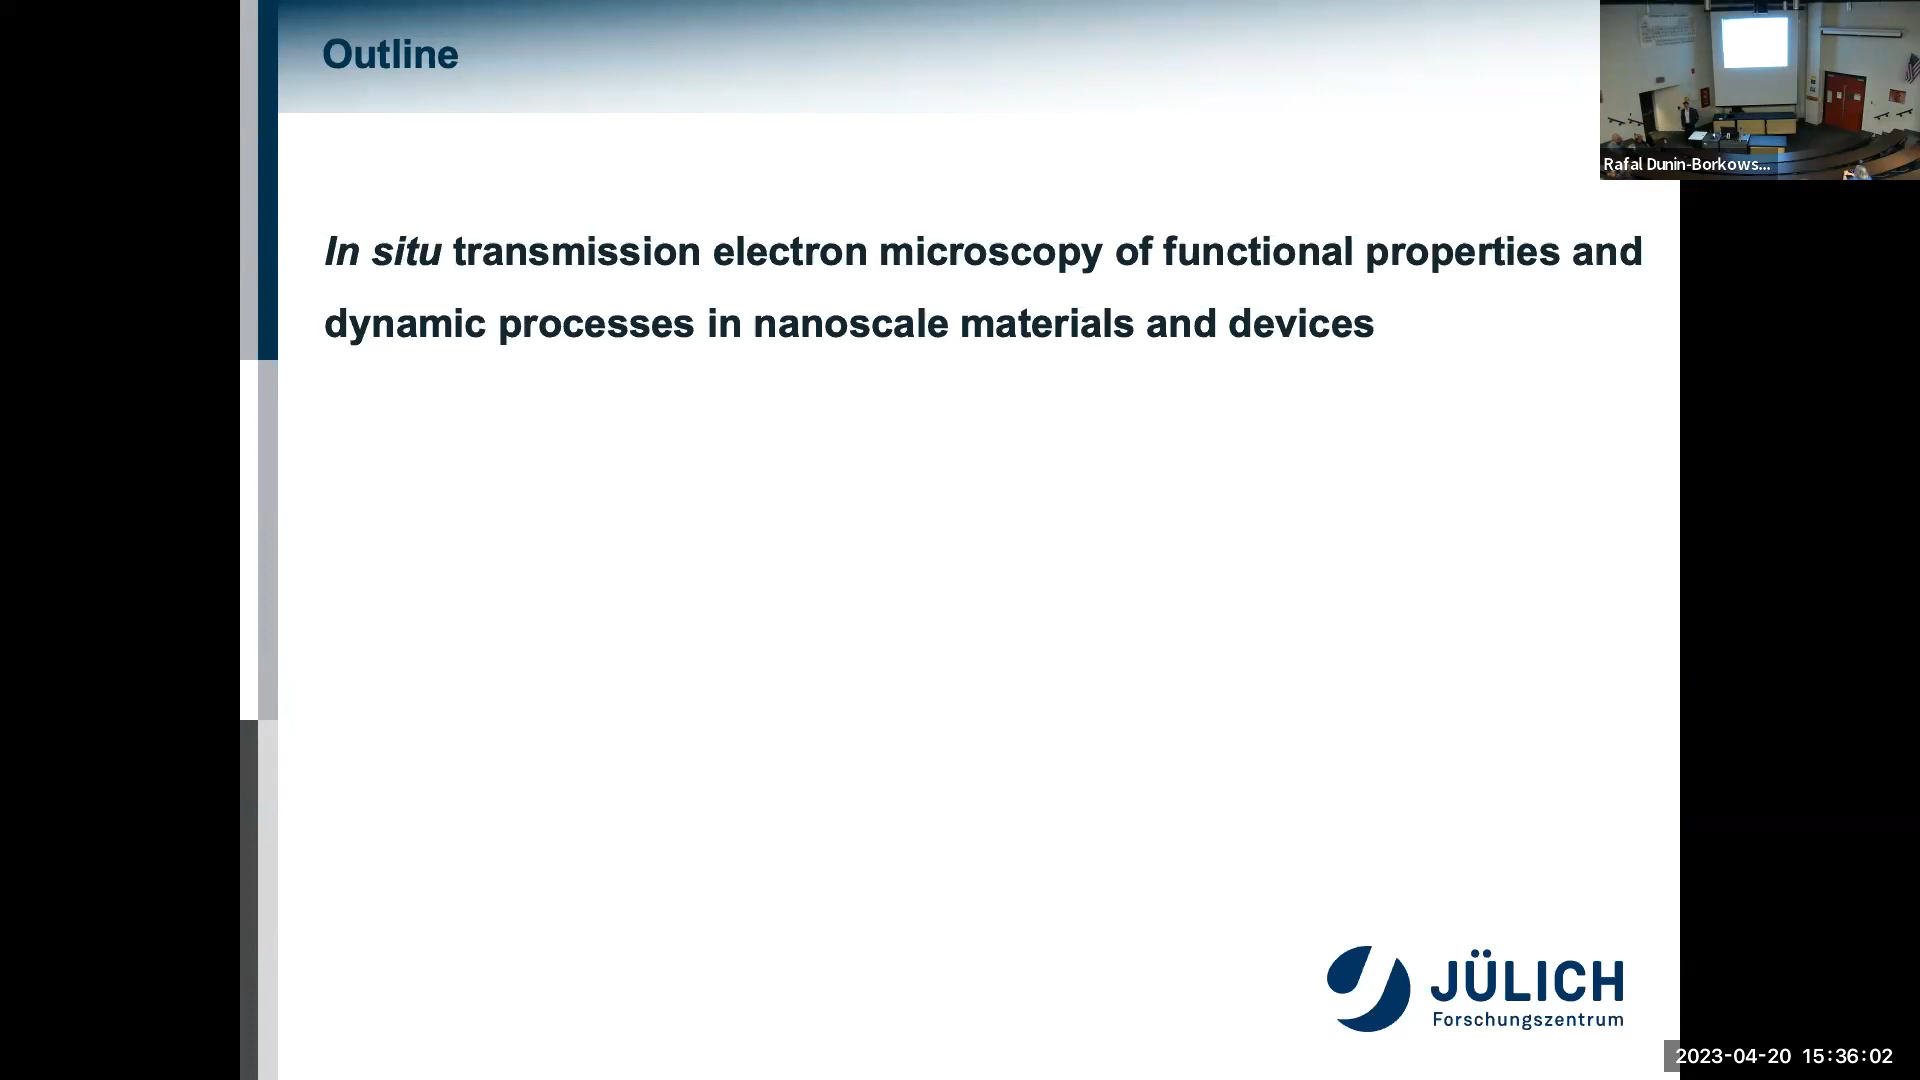 Outline
Rafal Dunin-Borkows...
In situ transmission electron microscopy of functional properties and
dynamic processes in nanoscale materials and devices
JÜLICH
Forschungszentrum
2023-04-20 15:36:02